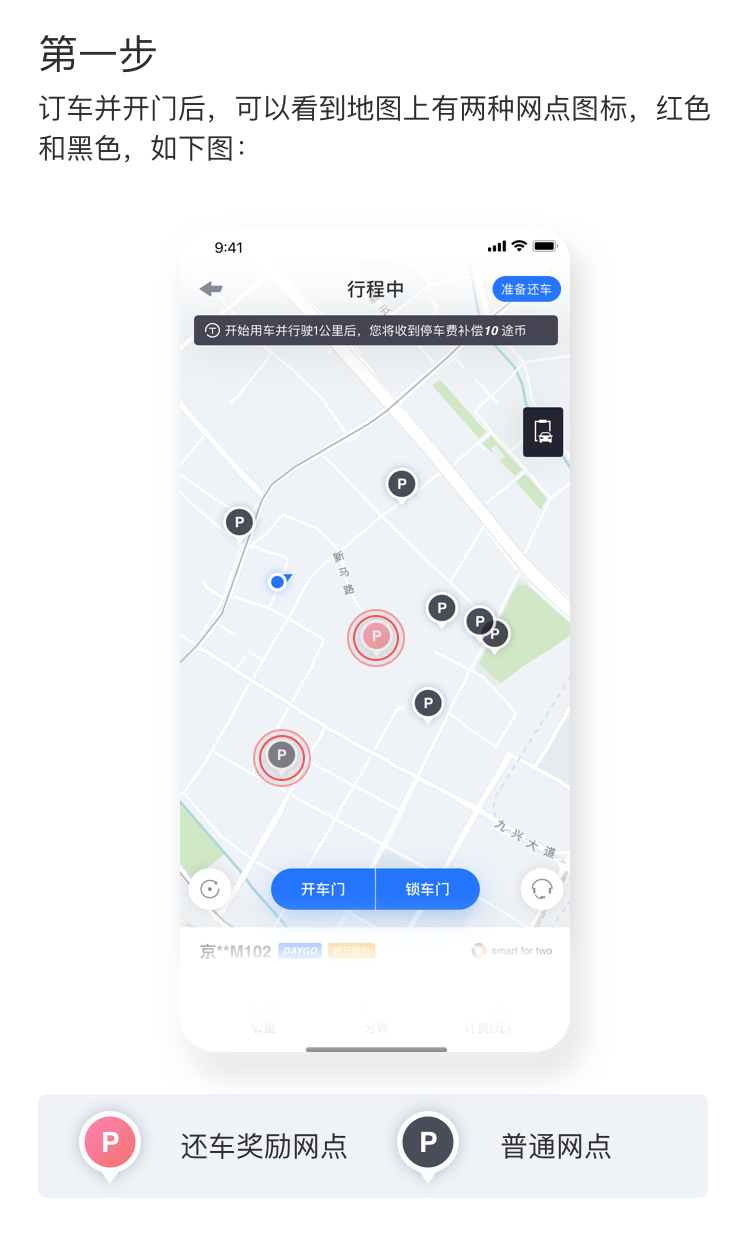 第一步
订车并开门后，可以看到地图上有两种网点图标，红色
和黑色，如下图：
9:41
行程中
准备还车
开始用车并行驶1公里后，您将收到停车费补偿10 途币
P
P
新马路
P
P
P
P
P
P
九兴大道
开车门
锁车门
京**M102 DAYGO smart for two
公里 分钟 计费(元)
P 还车奖励网点 P 普通网点